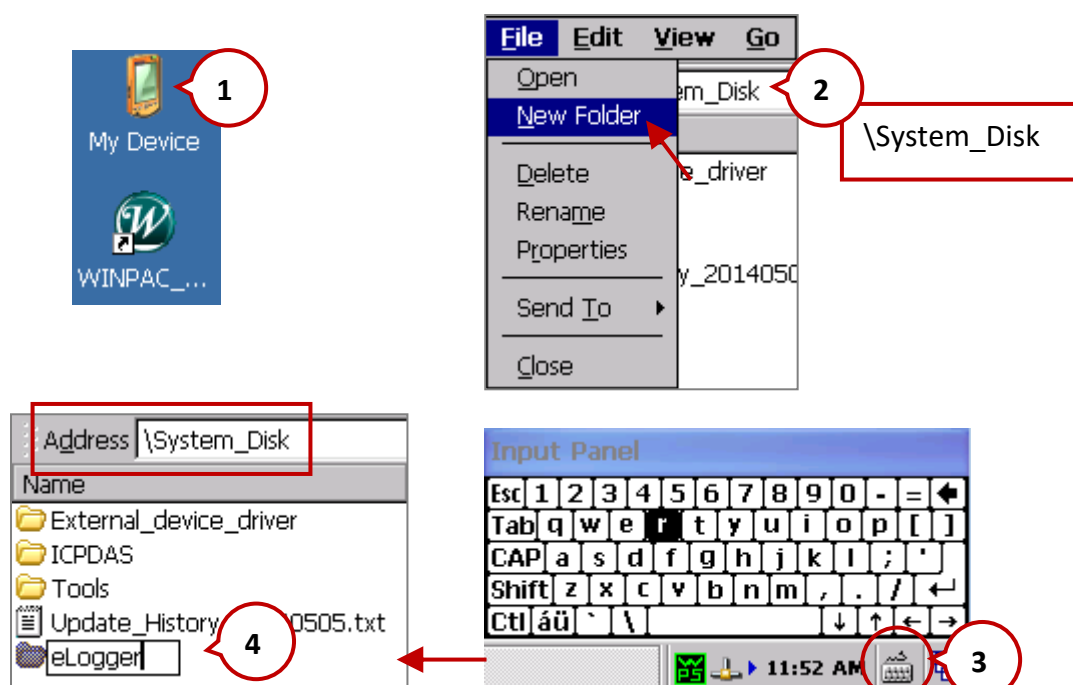 1
My Device
WINPAC_...
File Edit View Go
Open
New Folder
Delete
Rename
Properties
Send To
Close
em_Disk
2
\System_Disk
e_driver
y_2014050
Address \System_Disk
Name
External_device_driver
ICPDAS
Tools
Update_History 0505.txt
eLogger
4
Input Panel
Esc 1 2 3 4 5 6 7 8 9 0 - =
Tab q w e r t y u i o p [ ]
CAP a s d f g h j k l ; '
Shift z x c v b n m , . /
Ctl áü ` \
11:52 AM
3